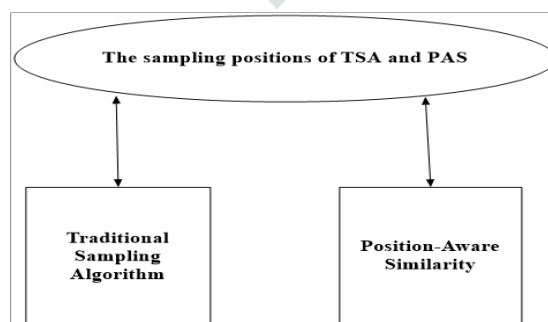 The sampling positions of TSA and PAS
Traditional
Sampling
Algorithm
Position-Aware
Similarity